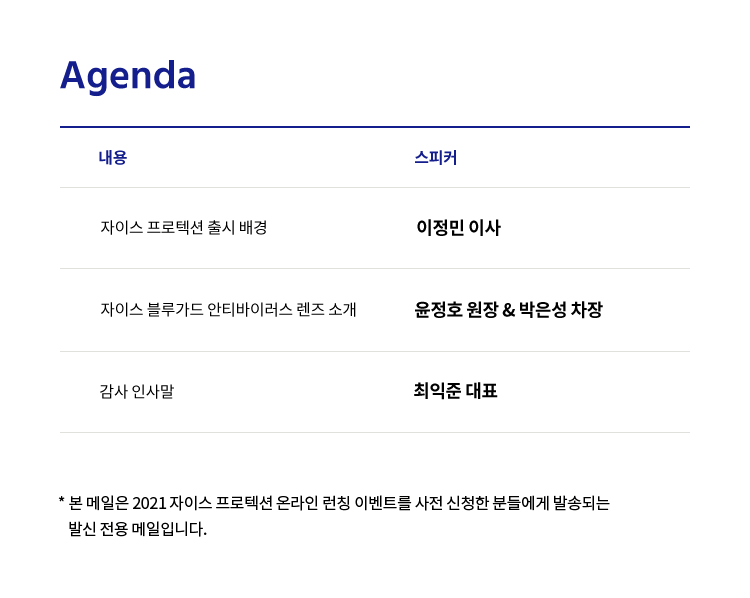 Agenda
내용 스피커
자이스 프로텍션 출시 배경 이정민 이사
자이스 블루가드 안티바이러스 렌즈 소개 윤정호 원장 & 박은성 차장
감사 인사말 최익준 대표
* 본 메일은 2021 자이스 프로텍션 온라인 런칭 이벤트를 사전 신청한 분들에게 발송되는
발신 전용 메일입니다.